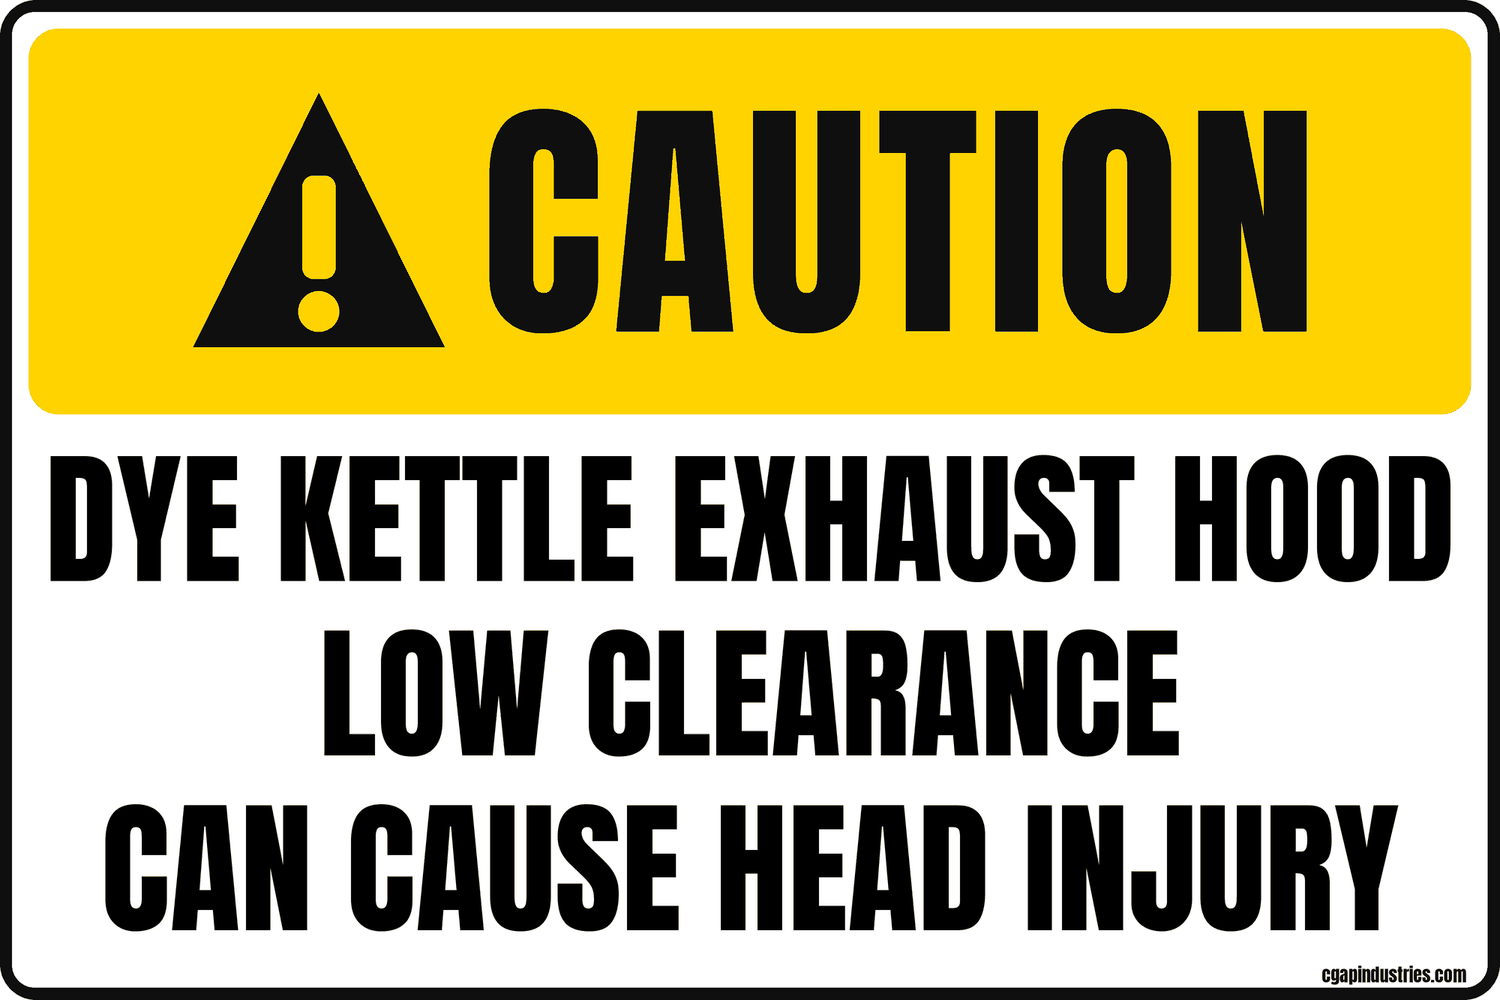 CAUTION
DYE KETTLE EXHAUST HOOD
LOW CLEARANCE
CAN CAUSE HEAD INJURY
cgapindustries.com